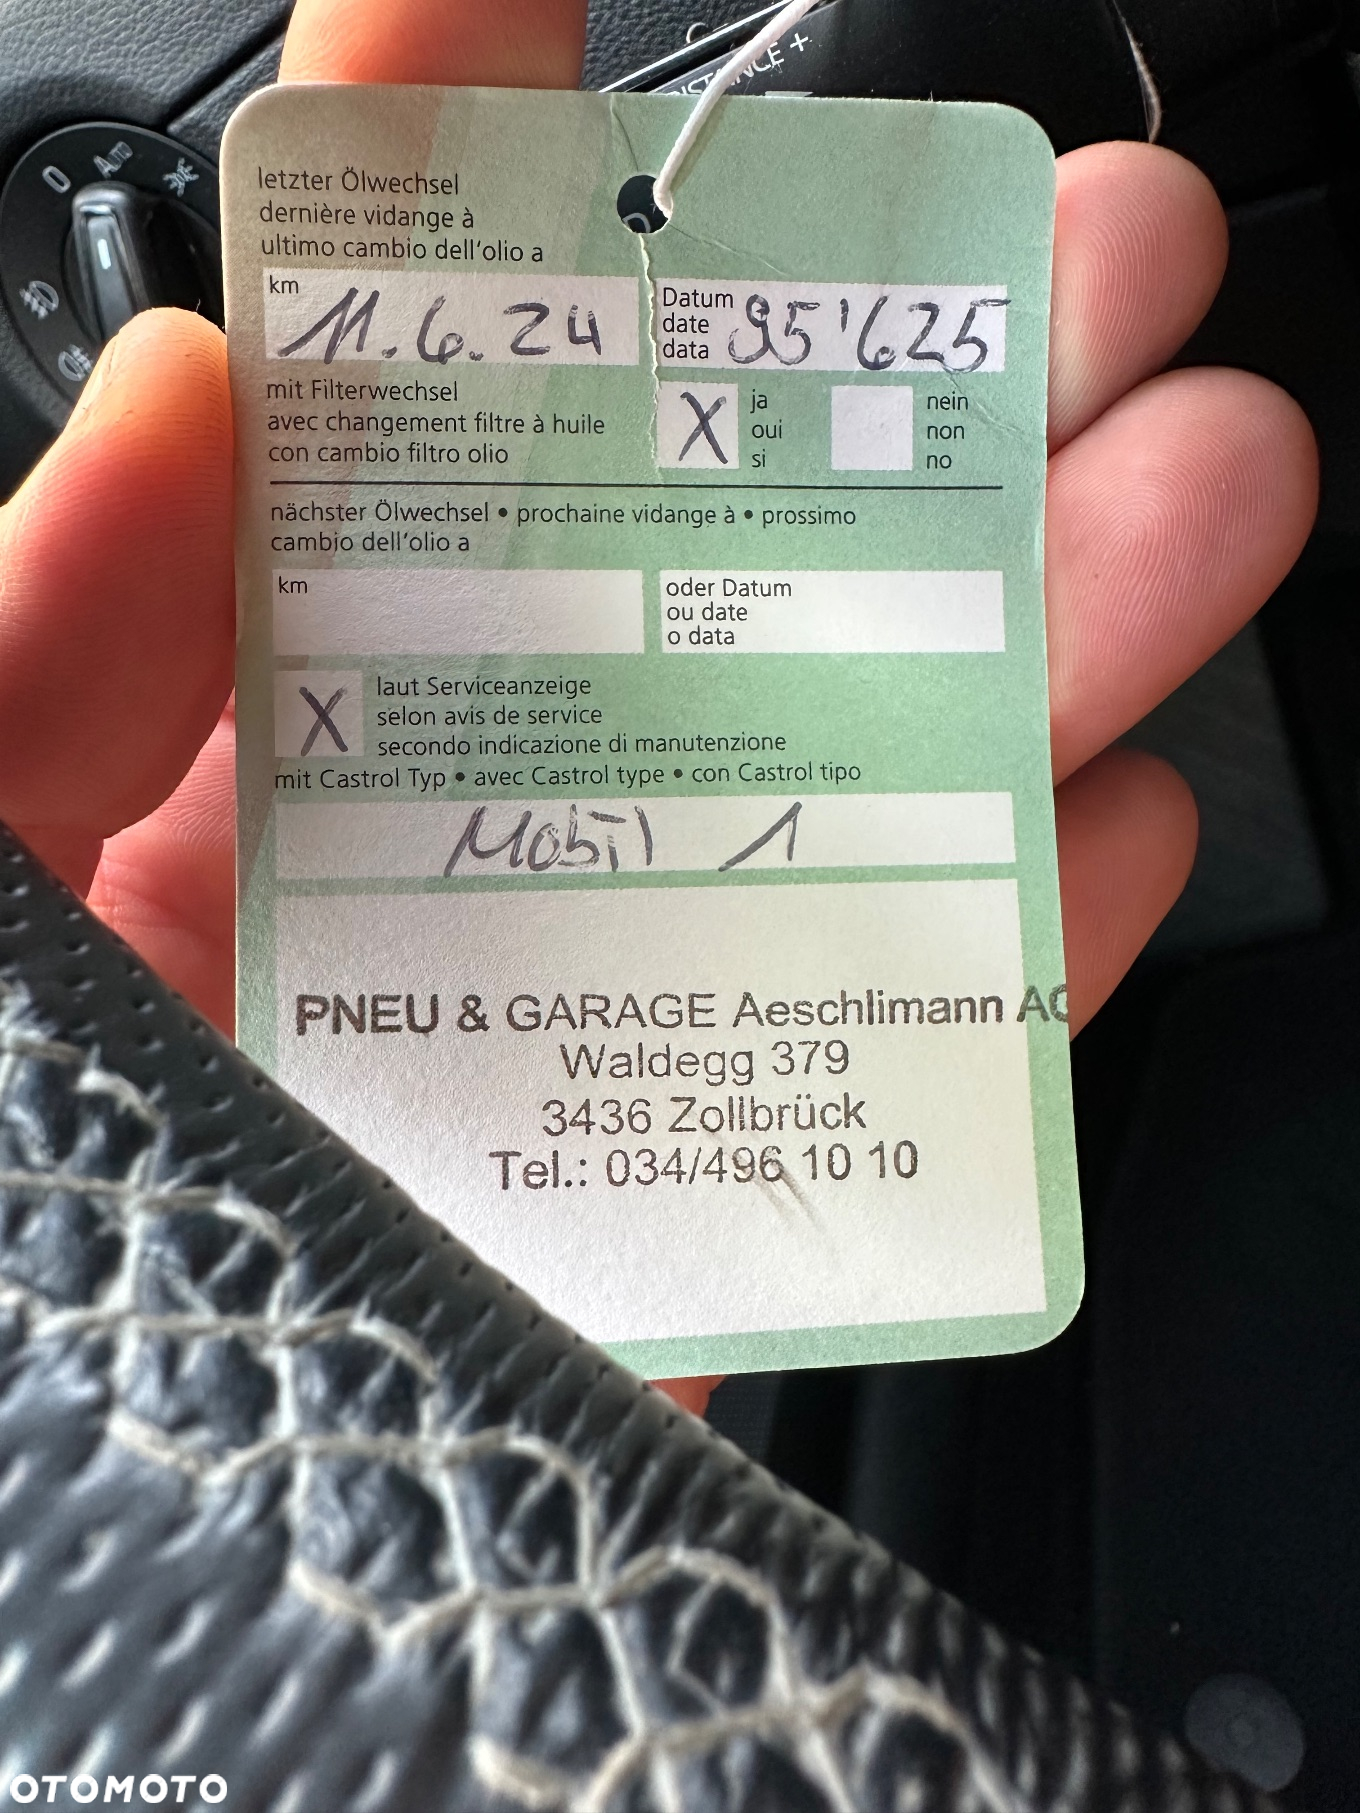 DISTANCE +
0 Auto
letzter Ölwechsel
dernière vidange à
ultimo cambio dell'olio a
km 11.6.24
Datum
date
data
95'625
mit Filterwechsel
avec changement filtre à huile
con cambio filtro olio
X
ja
oui
si
nein
non
no
nächster Ölwechsel • prochaine vidange à • prossimo
cambio dell'olio a
km
oder Datum
ou date
o data
X
laut Serviceanzeige
selon avis de service
secondo indicazione di manutenzione
mit Castrol Typ • avec Castrol type • con Castrol tipo
Mobil 1
PNEU & GARAGE Aeschlimann AG
Waldegg 379
3436 Zollbrück
Tel.: 034/496 10 10
OTOMOTO